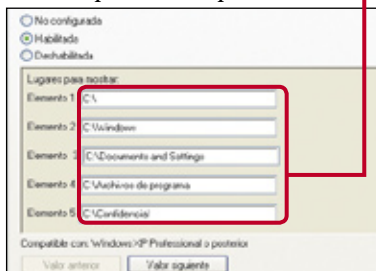 No configurada
Habilitada
Deshabilitada
Lugares para mostrar:
Elemento 1 C:\
Elemento 2 C:\windows
Elemento 3 C:\Documents and Settings
Elemento 4 C:\Archivos de programa
Elemento 5 C:\Confidencial
Compatible con: Windows XP Professional o posterior
Valor anterior Valor siguiente